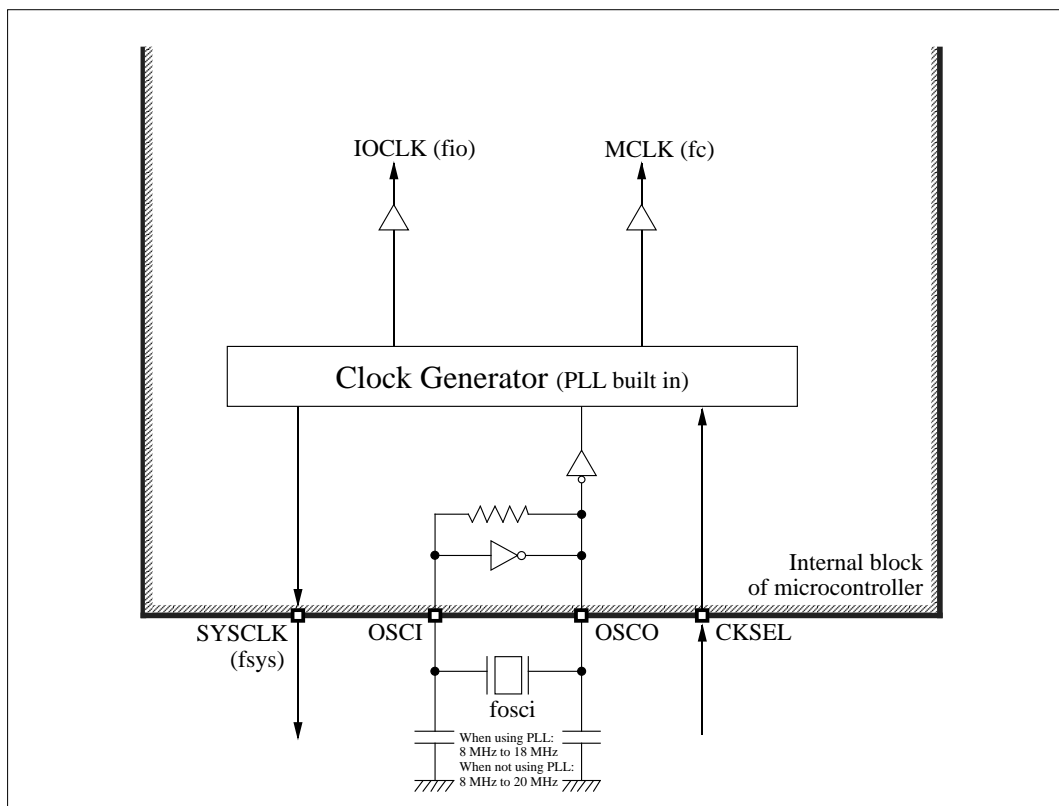 IOCLK (fio)
MCLK (fc)
Clock Generator (PLL built in)
Internal block
of microcontroller
SYSCLK
(fsys)
OSCI
OSCO
CKSEL
fosci
When using PLL:
8 MHz to 18 MHz
When not using PLL:
8 MHz to 20 MHz